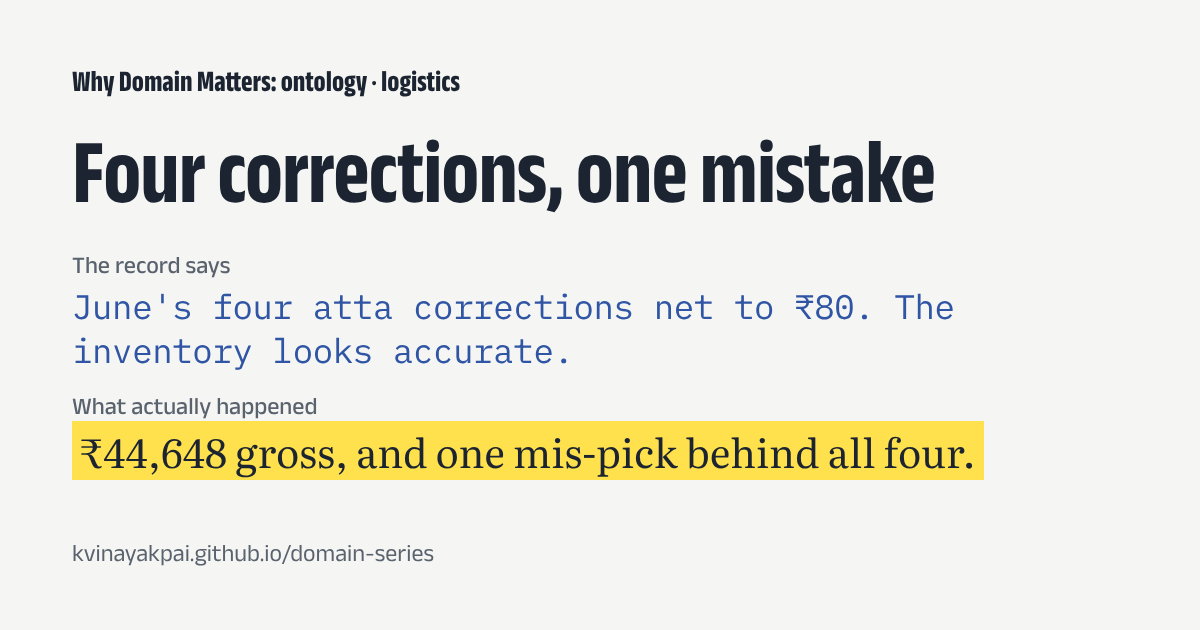 Why Domain Matters: ontology · logistics
Four corrections, one mistake
The record says
June's four atta corrections net to ₹80. The
inventory looks accurate.
What actually happened
₹44,648 gross, and one mis-pick behind all four.
kvinayakpai.github.io/domain-series